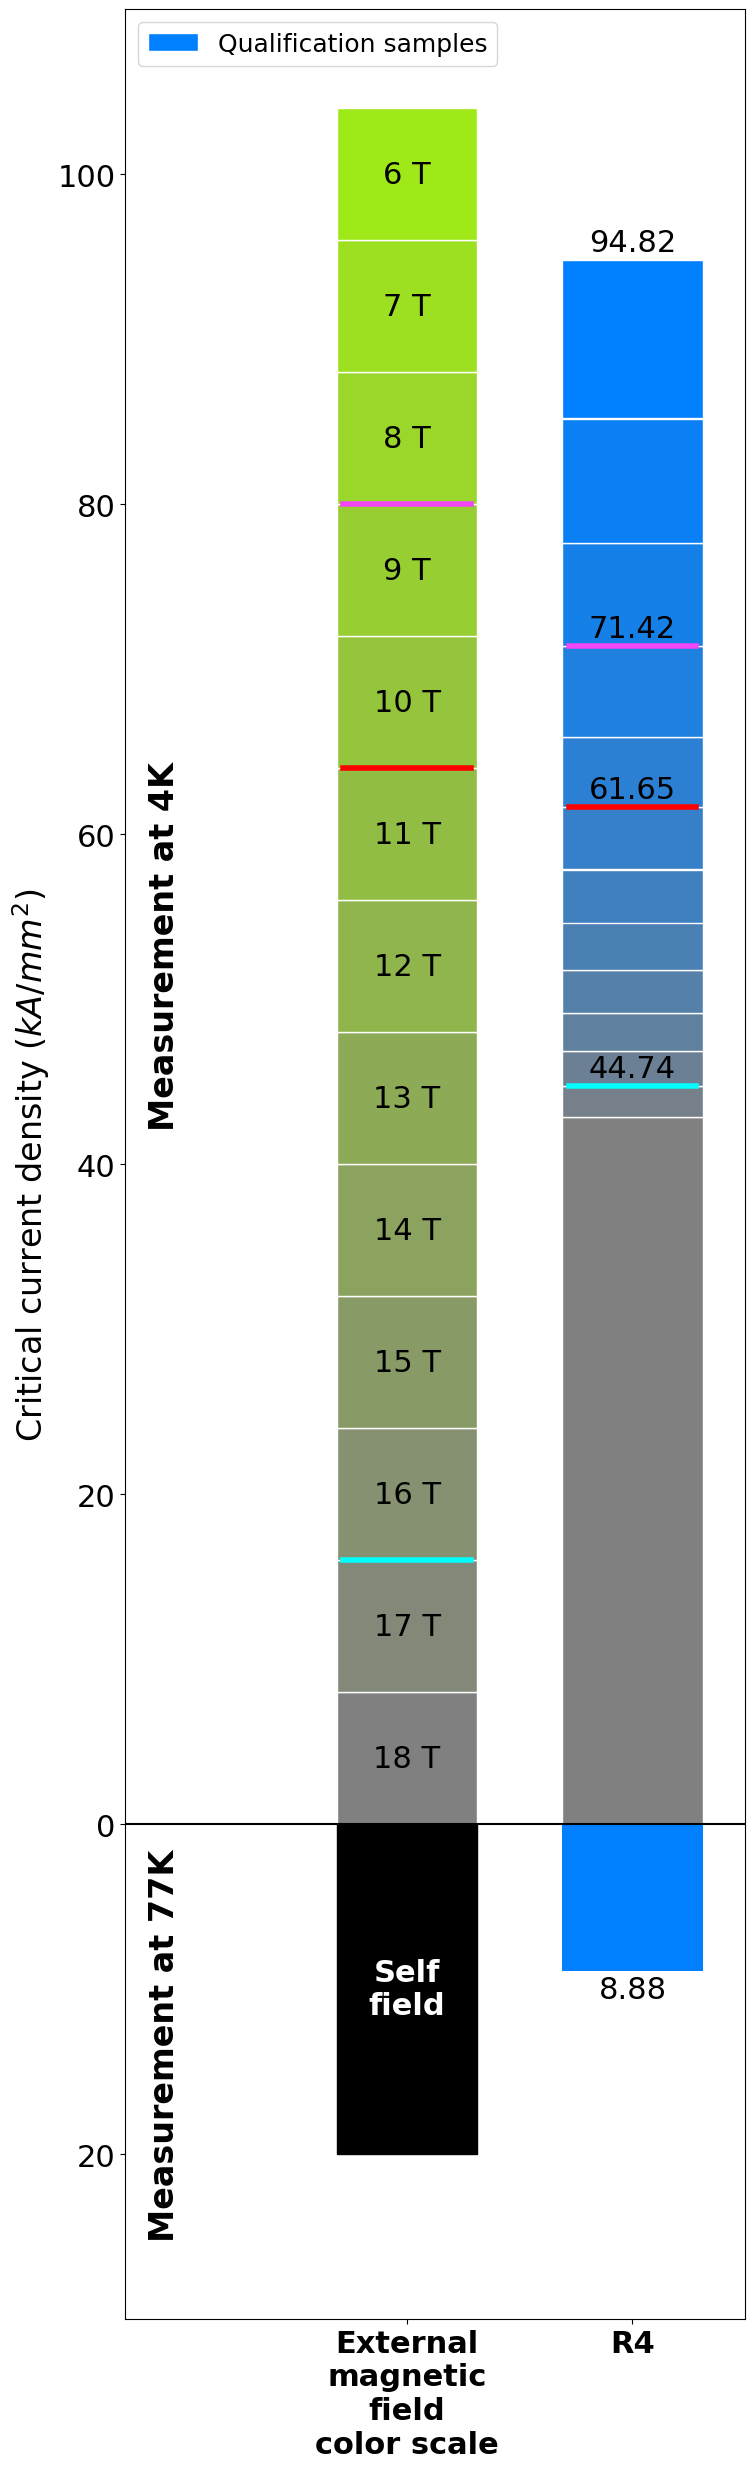 Qualification samples
100
80
60
40
20
0
20
Critical current density (kA/mm²)
Measurement at 4K
Measurement at 77K
6 T
7 T
8 T
9 T
10 T
11 T
12 T
13 T
14 T
15 T
16 T
17 T
18 T
Self
field
94.82
71.42
61.65
44.74
8.88
External
magnetic
field
color scale
R4